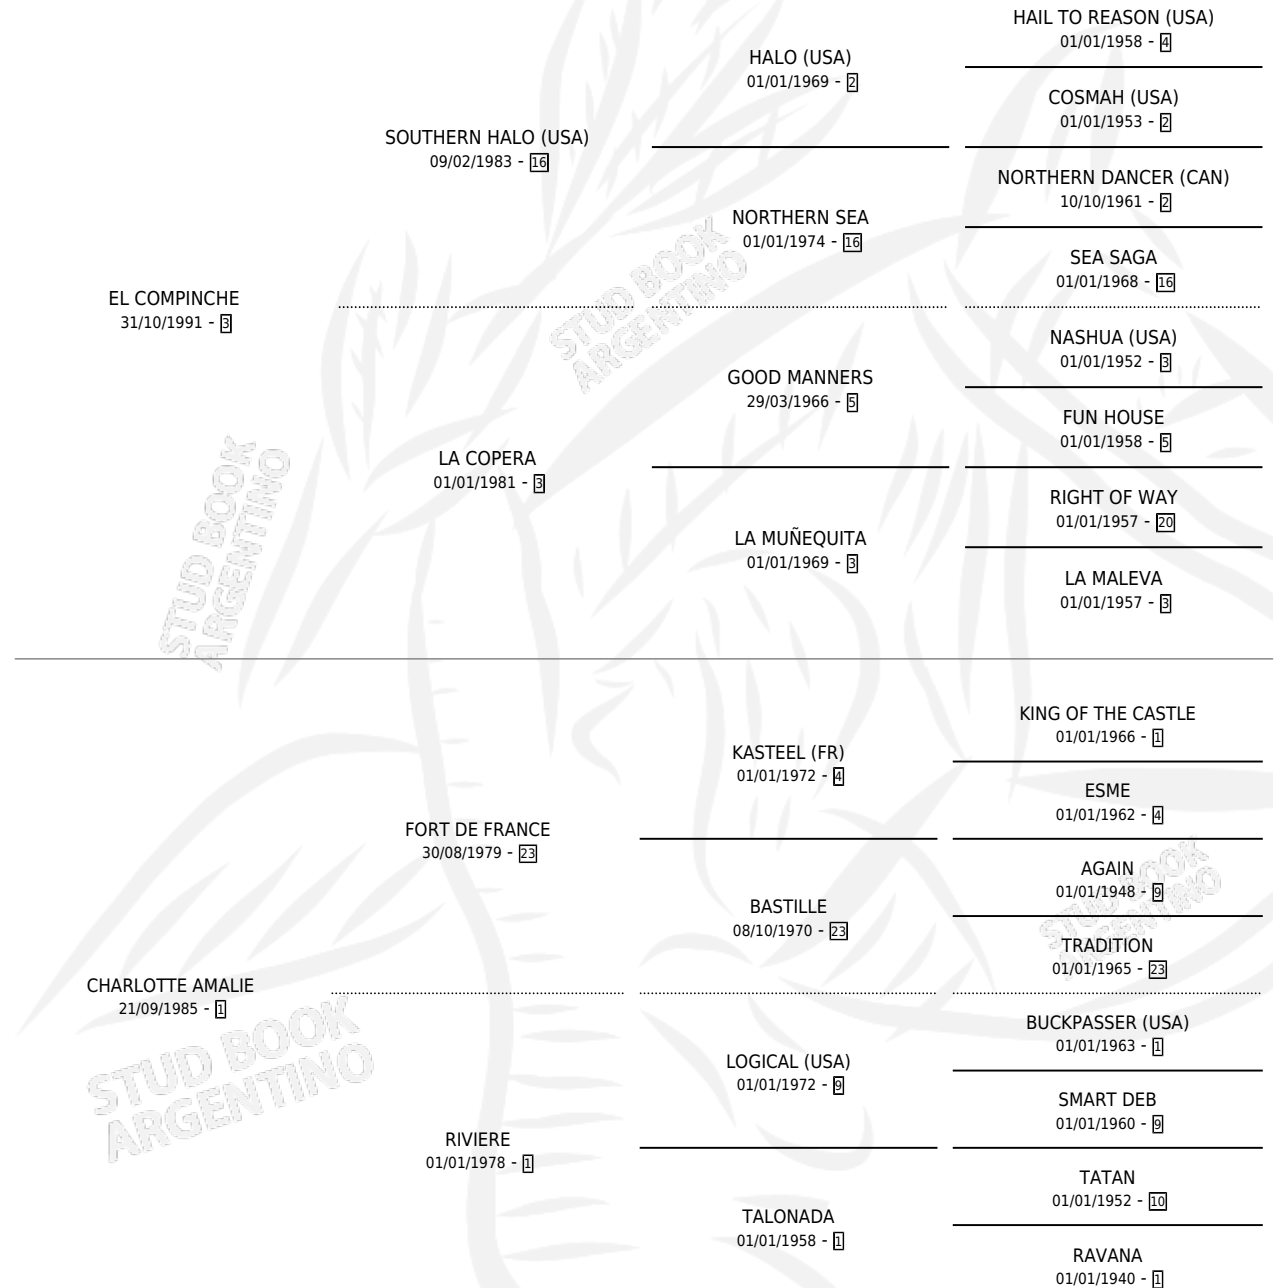 HAIL TO REASON (USA)
01/01/1958 - 4
HALO (USA)
01/01/1969 - 2
COSMAH (USA)
01/01/1953 - 2
SOUTHERN HALO (USA)
09/02/1983 - 16
NORTHERN DANCER (CAN)
10/10/1961 - 2
NORTHERN SEA
01/01/1974 - 16
SEA SAGA
01/01/1968 - 16
EL COMPINCHE
31/10/1991 - 3
NASHUA (USA)
01/01/1952 - 3
GOOD MANNERS
29/03/1966 - 5
FUN HOUSE
01/01/1958 - 5
LA COPERA
01/01/1981 - 3
RIGHT OF WAY
01/01/1957 - 20
LA MUÑEQUITA
01/01/1969 - 3
LA MALEVA
01/01/1957 - 3
KING OF THE CASTLE
01/01/1966 - 1
KASTEEL (FR)
01/01/1972 - 4
ESME
01/01/1962 - 4
FORT DE FRANCE
30/08/1979 - 23
AGAIN
01/01/1948 - 9
BASTILLE
08/10/1970 - 23
TRADITION
01/01/1965 - 23
CHARLOTTE AMALIE
21/09/1985 - 1
BUCKPASSER (USA)
01/01/1963 - 1
LOGICAL (USA)
01/01/1972 - 9
SMART DEB
01/01/1960 - 9
RIVIERE
01/01/1978 - 1
TATAN
01/01/1952 - 10
TALONADA
01/01/1958 - 1
RAVANA
01/01/1940 - 1
STUD BOOK
ARGENTINO
STUD BOOK
ARGENTINO
STUD BOOK
ARGENTINO
STUD BOOK
ARGENTINO